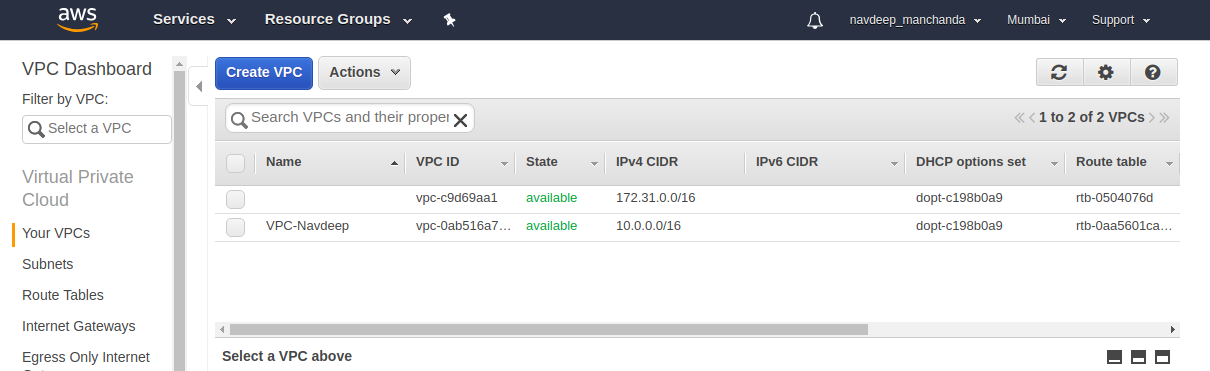 aws Services Resource Groups navdeep_manchanda Mumbai Support
VPC Dashboard
Filter by VPC:
Select a VPC
Virtual Private
Cloud
Your VPCs
Subnets
Route Tables
Internet Gateways
Egress Only Internet
Create VPC Actions
Search VPCs and their proper 1 to 2 of 2 VPCs
Name VPC ID State IPv4 CIDR IPv6 CIDR DHCP options set Route table
vpc-c9d69aa1 available 172.31.0.0/16 dopt-c198b0a9 rtb-0504076d
VPC-Navdeep vpc-0ab516a7… available 10.0.0.0/16 dopt-c198b0a9 rtb-0aa5601ca…
Select a VPC above